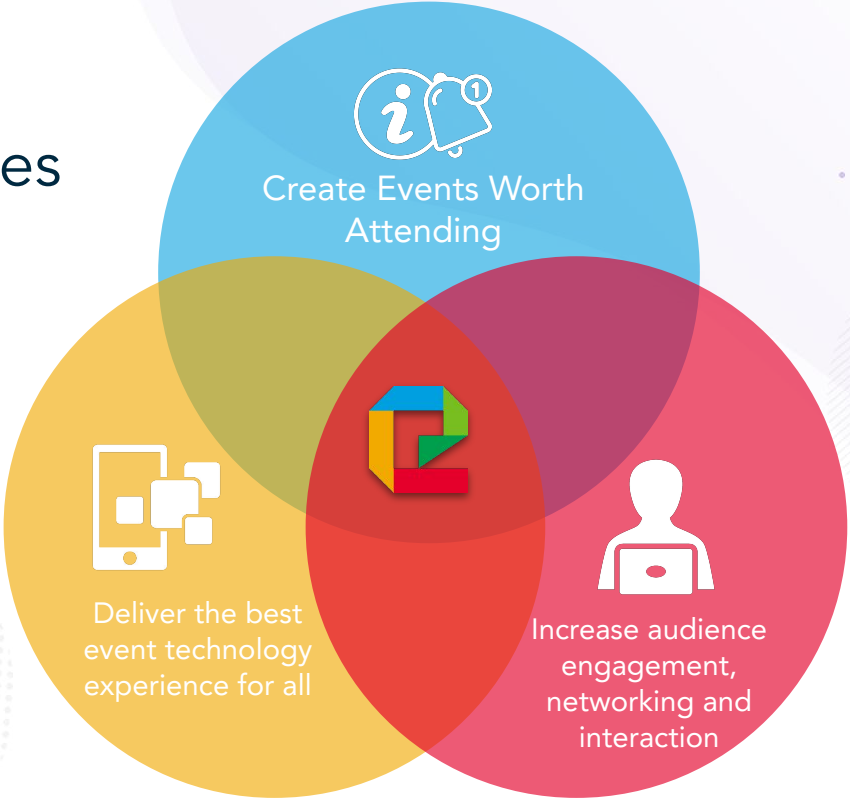 es
Create Events Worth
Attending
1
Deliver the best
event technology
experience for all
Increase audience
engagement,
networking and
interaction